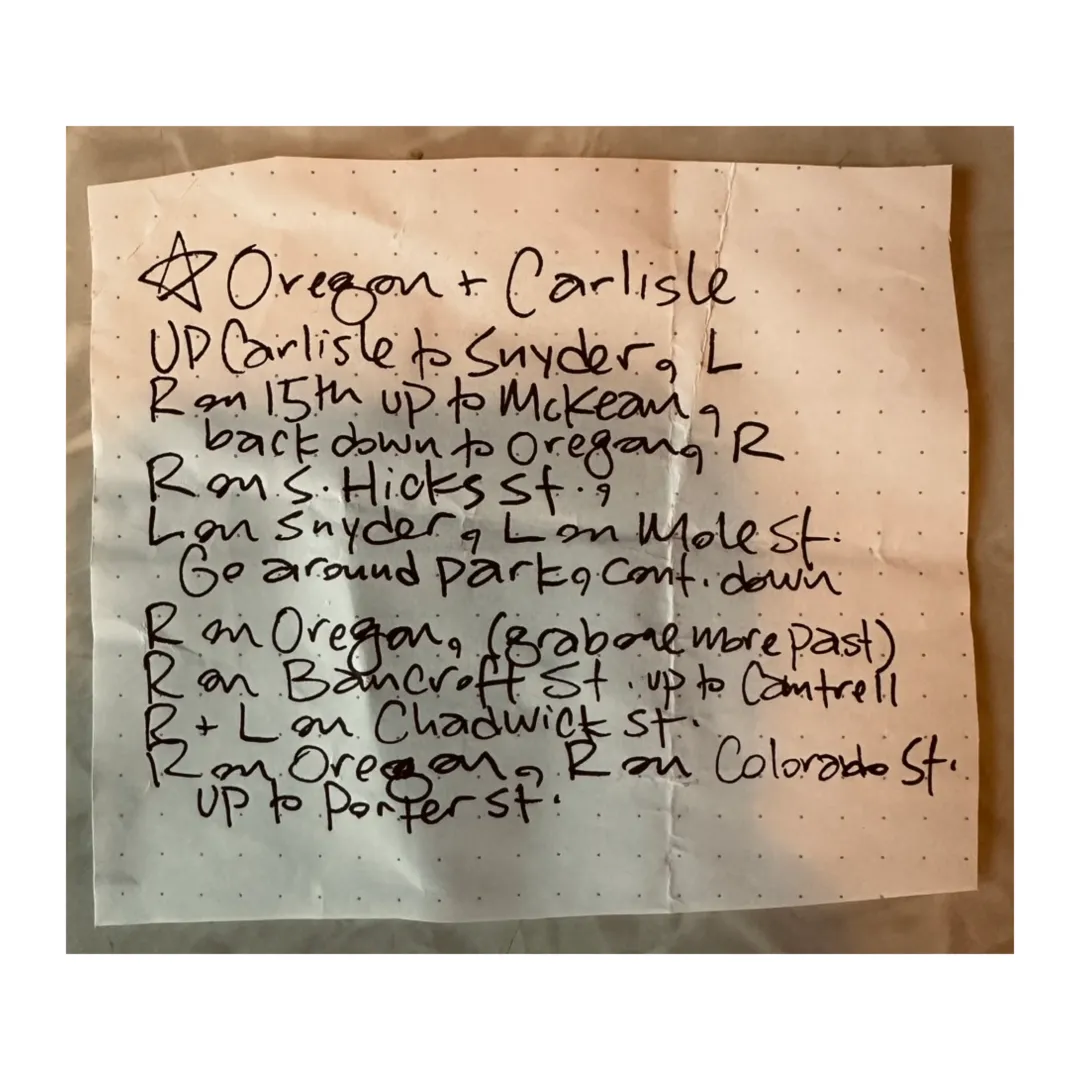 ☆ Oregon + Carlisle
UP Carlisle to Snyder, L
R on 15th up to McKean,
back down to Oregon, R
R on S. Hicks St.,
L on Snyder, L on Mole St.
Go around park, cont. down
R on Oregon, (grab one more past)
R on Bancroft St. up to Cantrell
R + L on Chadwick St.
R on Oregon, R on Colorado St.
up to Porter St.